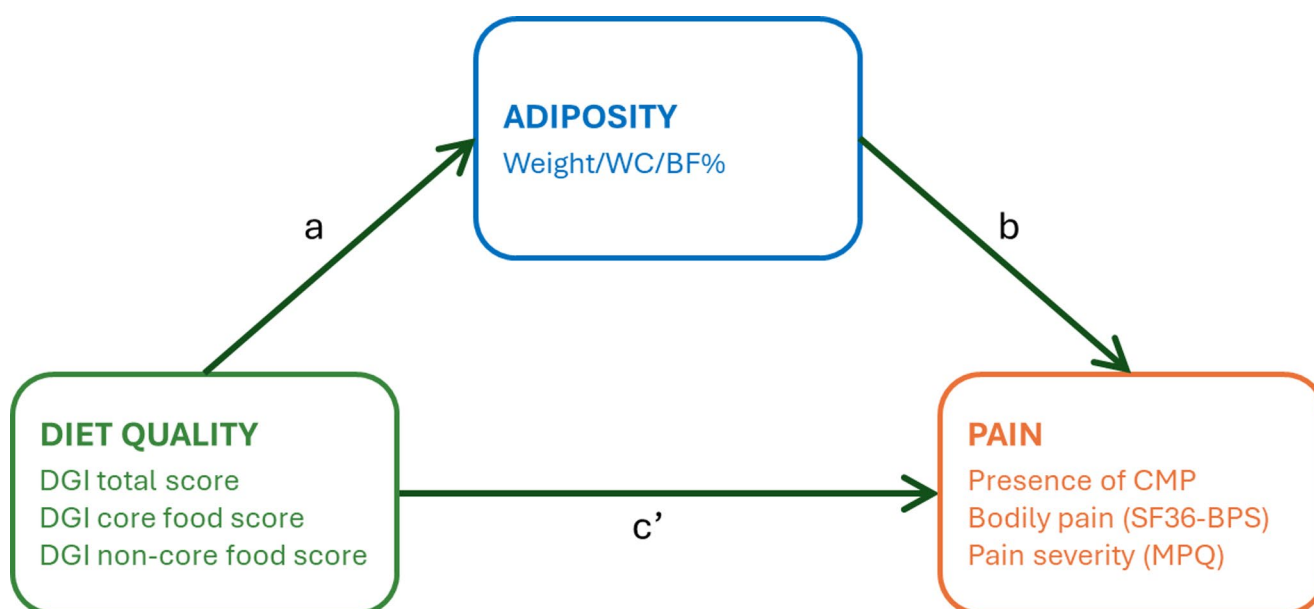 ADIPOSITY
Weight/WC/BF%
a
b
DIET QUALITY
DGI total score
DGI core food score
DGI non-core food score
c’
PAIN
Presence of CMP
Bodily pain (SF36-BPS)
Pain severity (MPQ)